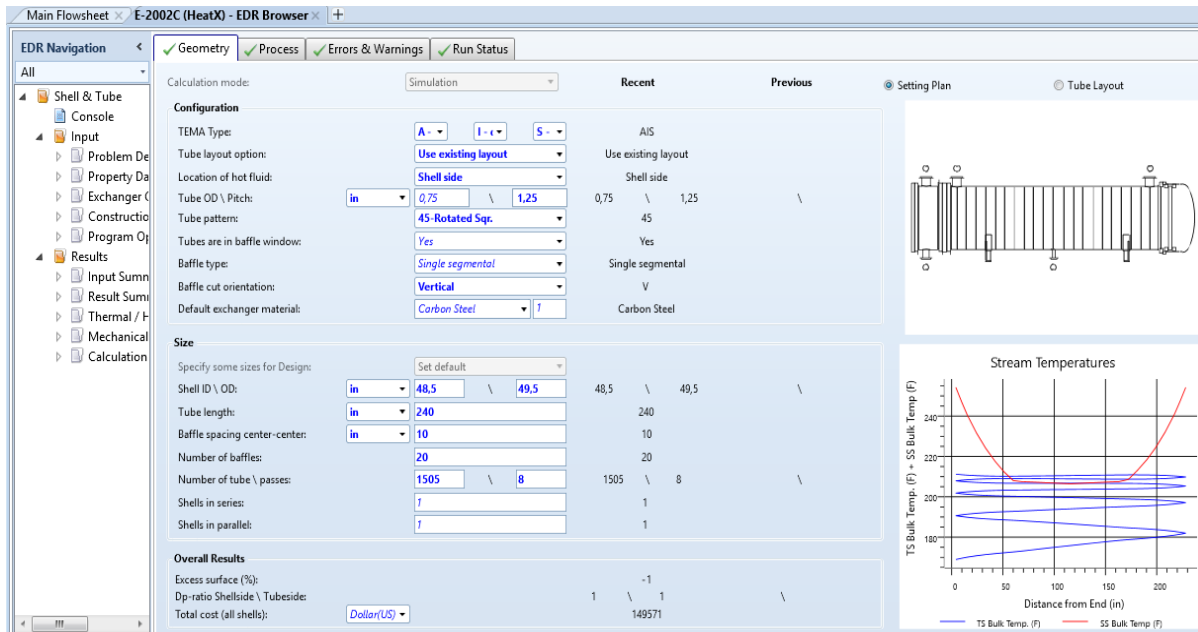 Main Flowsheet × E-2002C (HeatX) - EDR Browser × +
EDR Navigation <
All
Shell & Tube
Console
Input
Problem De
Property Da
Exchanger (
Constructio
Program Op
Results
Input Summ
Result Sumi
Thermal / H
Mechanical
Calculation
Geometry Process Errors & Warnings Run Status
Calculation mode: Simulation Recent Previous
Configuration
TEMA Type: A - I - ( S - AIS
Tube layout option: Use existing layout Use existing layout
Location of hot fluid: Shell side Shell side
Tube OD \ Pitch: in 0,75 \ 1,25 0,75 \ 1,25 \
Tube pattern: 45-Rotated Sqr. 45
Tubes are in baffle window: Yes Yes
Baffle type: Single segmental Single segmental
Baffle cut orientation: Vertical V
Default exchanger material: Carbon Steel 1 Carbon Steel
Size
Specify some sizes for Design: Set default
Shell ID \ OD: in 48,5 \ 49,5 48,5 \ 49,5 \
Tube length: in 240 240
Baffle spacing center-center: in 10 10
Number of baffles: 20 20
Number of tube \ passes: 1505 \ 8 1505 \ 8 \
Shells in series: 1 1
Shells in parallel: 1 1
Overall Results
Excess surface (%): -1
Dp-ratio Shellside \ Tubeside: 1 \ 1 \
Total cost (all shells): Dollar(US) 149571
Setting Plan Tube Layout
Stream Temperatures
TS Bulk Temp. (F) + SS Bulk Temp (F)
240
220
200
180
0 50 100 150 200
Distance from End (in)
TS Bulk Temp. (F) SS Bulk Temp (F)